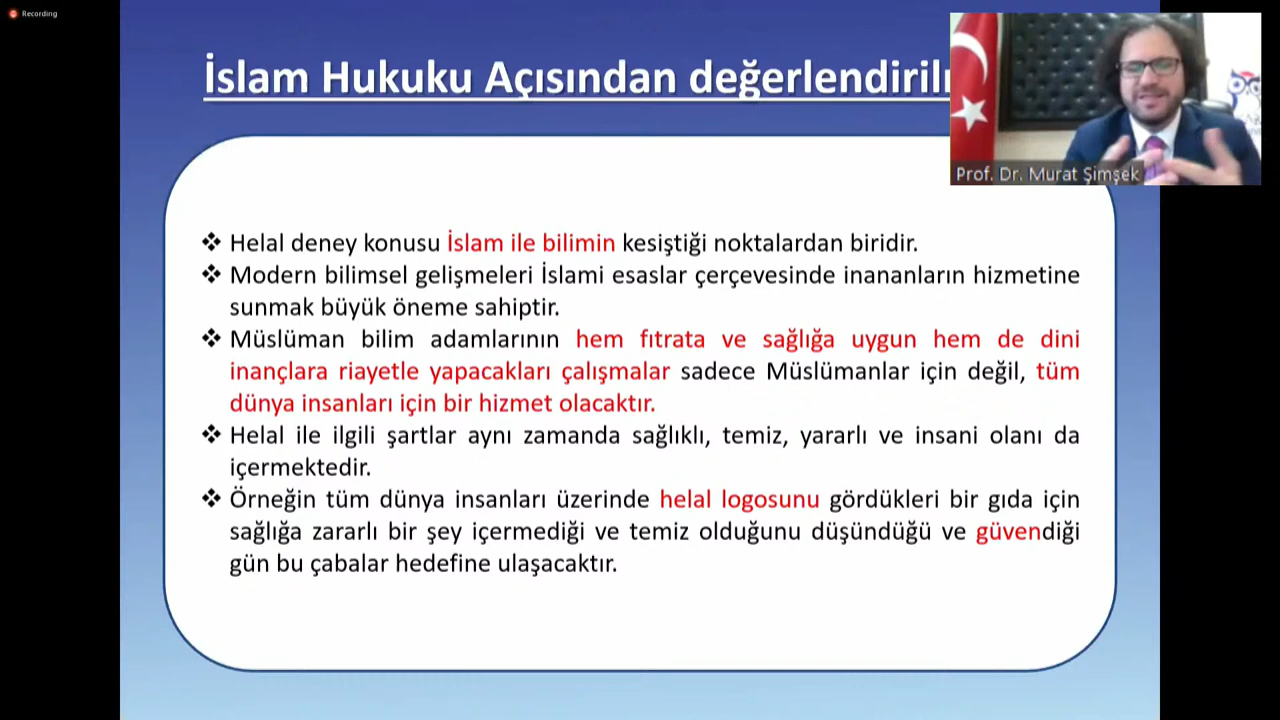 Recording
İslam Hukuku Açısından
Prof. Dr. Murat Şimşek
❖ Helal deney konusu İslam ile bilimin kesiştiği noktalardan biridir.
❖ Modern bilimsel gelişmeleri İslami esaslar çerçevesinde inananların hizmetine
sunmak büyük öneme sahiptir.
❖ Müslüman bilim adamlarının hem fıtrata ve sağlığa uygun hem de dini
inançlara riayetle yapacakları çalışmalar sadece Müslümanlar için değil, tüm
dünya insanları için bir hizmet olacaktır.
❖ Helal ile ilgili şartlar aynı zamanda sağlıklı, temiz, yararlı ve insani olanı da
içermektedir.
❖ Örneğin tüm dünya insanları üzerinde helal logosunu gördükleri bir gıda için
sağlığa zararlı bir şey içermediği ve temiz olduğunu düşündüğü ve güvendiği
gün bu çabalar hedefine ulaşacaktır.